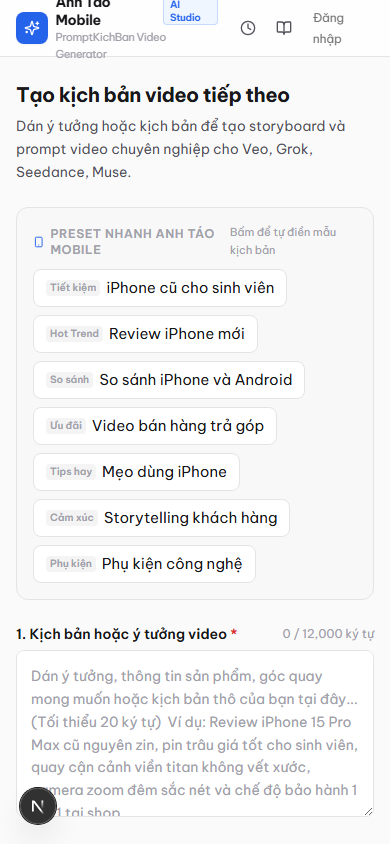 Anh Táo Mobile
AI Studio
PromptKichBan Video Generator
Đăng nhập
Tạo kịch bản video tiếp theo
Dán ý tưởng hoặc kịch bản để tạo storyboard và
prompt video chuyên nghiệp cho Veo, Grok,
Seedance, Muse.
PRESET NHANH ANH TÁO MOBILE
Bấm để tự điền mẫu kịch bản
Tiết kiệm iPhone cũ cho sinh viên
Hot Trend Review iPhone mới
So sánh So sánh iPhone và Android
Ưu đãi Video bán hàng trả góp
Tips hay Mẹo dùng iPhone
Cảm xúc Storytelling khách hàng
Phụ kiện Phụ kiện công nghệ
1. Kịch bản hoặc ý tưởng video * 0 / 12,000 ký tự
Dán ý tưởng, thông tin sản phẩm, góc quay
mong muốn hoặc kịch bản thô của bạn tại đây...
(Tối thiểu 20 ký tự) Ví dụ: Review iPhone 15 Pro
Max cũ nguyên zin, pin trâu giá tốt cho sinh viên,
quay cận cảnh viền titan không vết xước,
camera zoom đêm sắc nét và chế độ bảo hành 1
1 tại shop
N